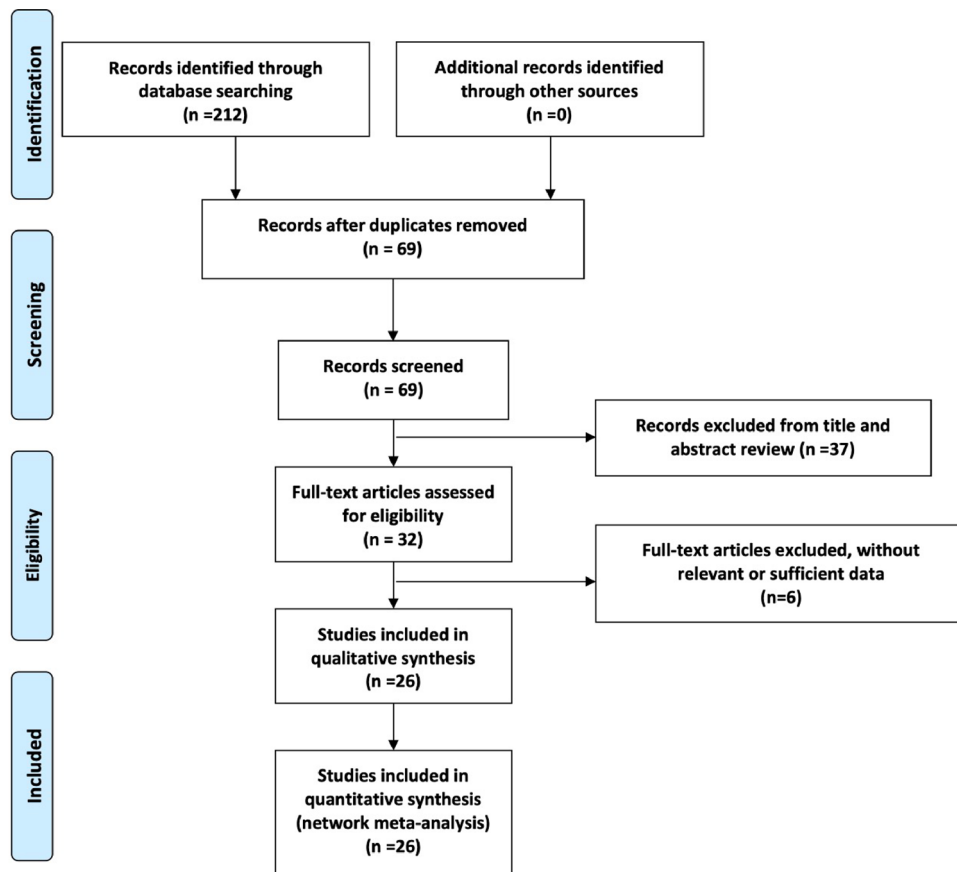 Identification
Records identified through
database searching
(n =212)
Additional records identified
through other sources
(n =0)
Records after duplicates removed
(n = 69)
Screening
Records screened
(n = 69)
Records excluded from title and
abstract review (n =37)
Eligibility
Full-text articles assessed
for eligibility
(n = 32)
Full-text articles excluded, without
relevant or sufficient data
(n=6)
Studies included in
qualitative synthesis
(n =26)
Included
Studies included in
quantitative synthesis
(network meta-analysis)
(n =26)